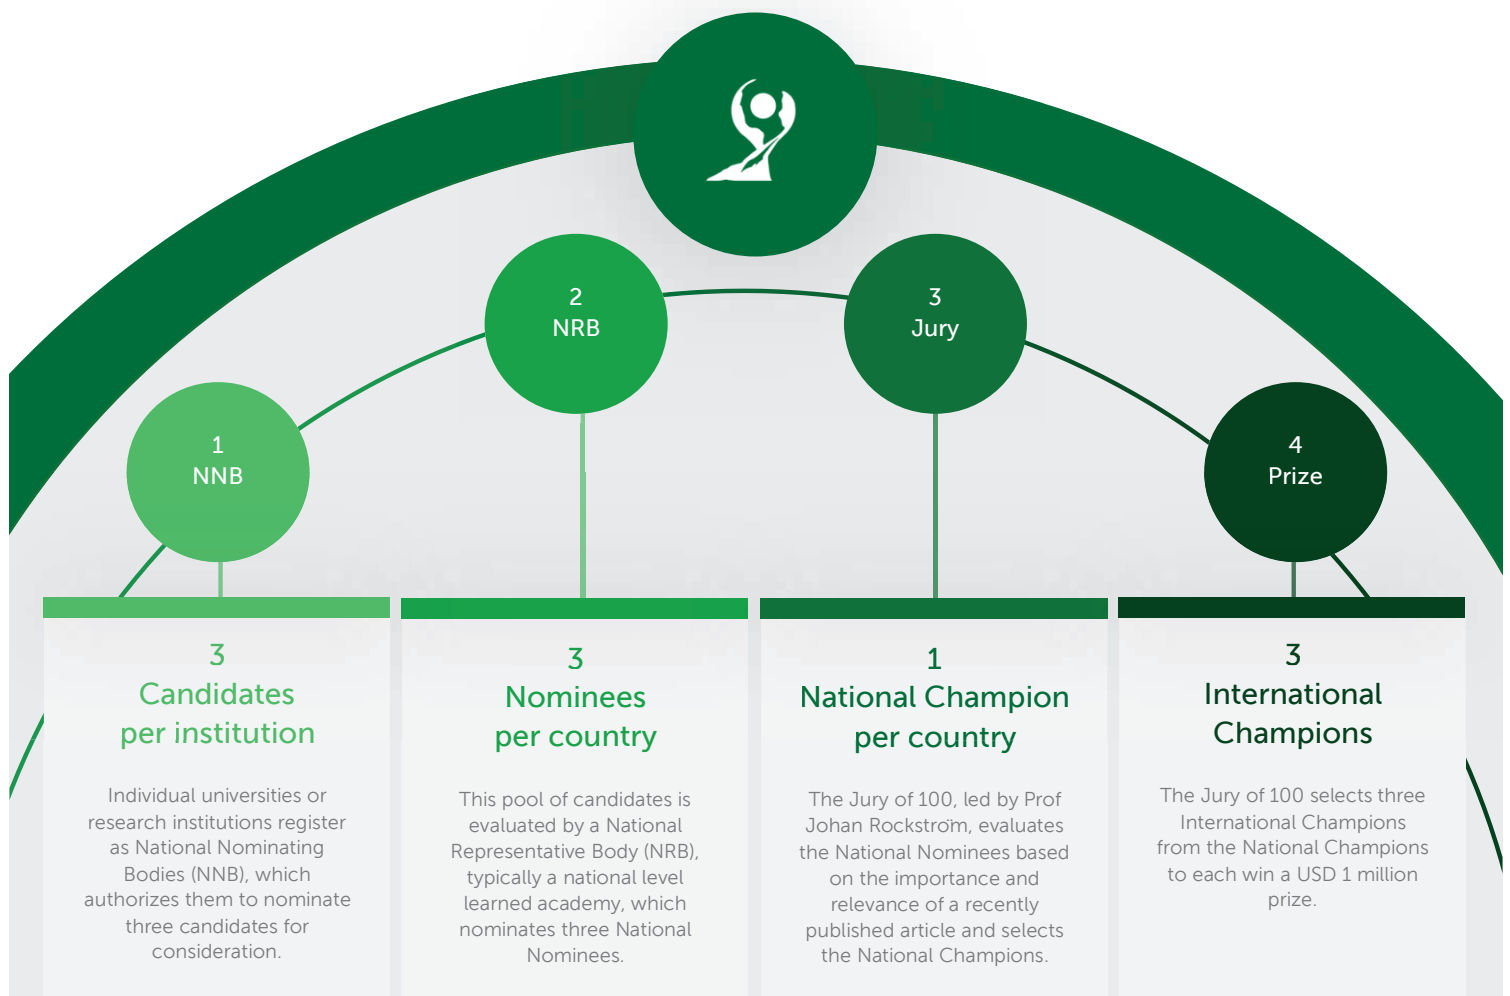 1
NNB
2
NRB
3
Jury
4
Prize
3
Candidates
per institution
Individual universities or
research institutions register
as National Nominating
Bodies (NNB), which
authorizes them to nominate
three candidates for
consideration.
3
Nominees
per country
This pool of candidates is
evaluated by a National
Representative Body (NRB),
typically a national level
learned academy, which
nominates three National
Nominees.
1
National Champion
per country
The Jury of 100, led by Prof
Johan Rockström, evaluates
the National Nominees based
on the importance and
relevance of a recently
published article and selects
the National Champions.
3
International
Champions
The Jury of 100 selects three
International Champions
from the National Champions
to each win a USD 1 million
prize.